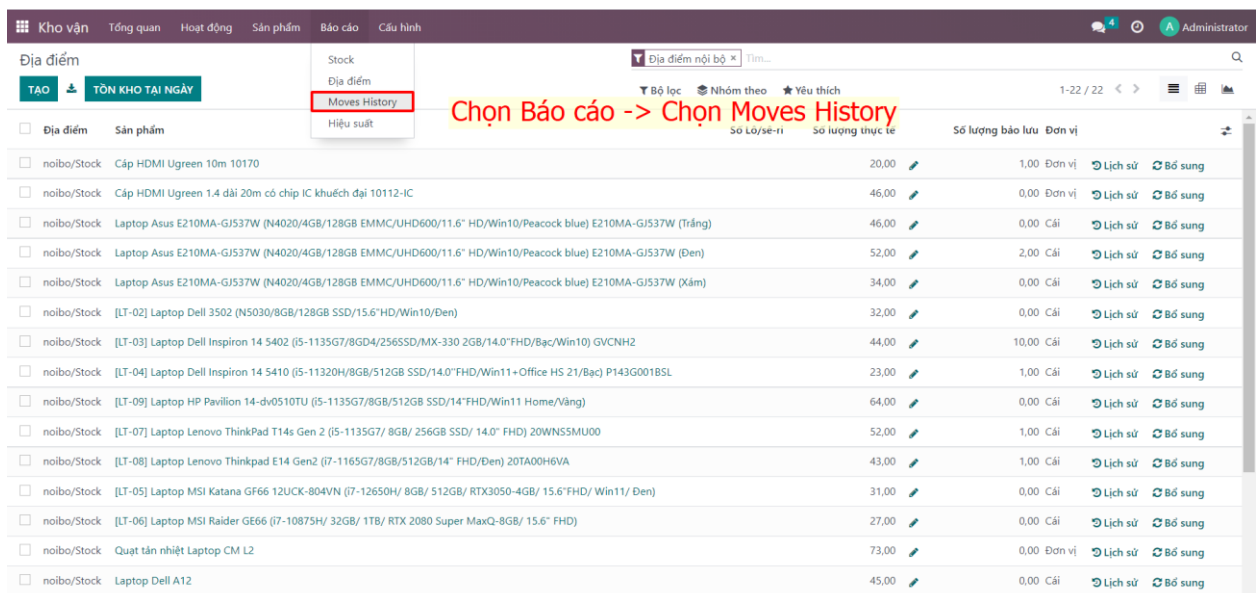 Kho vận Tổng quan Hoạt động Sản phẩm Báo cáo Cấu hình 4 A Administrator
Địa điểm Stock Địa điểm nội bộ × Tìm...
TẠO TỒN KHO TẠI NGÀY Địa điểm Bộ lọc Nhóm theo Yêu thích 1-22 / 22
Moves History Chọn Báo cáo -> Chọn Moves History
Hiệu suất
Địa điểm Sản phẩm Số Lô/sê-ri Số lượng thực tế Số lượng bảo lưu Đơn vị
noibo/Stock Cáp HDMI Ugreen 10m 10170 20,00 1,00 Đơn vị Lịch sử Bổ sung
noibo/Stock Cáp HDMI Ugreen 1.4 dài 20m có chip IC khuếch đại 10112-IC 46,00 0,00 Đơn vị Lịch sử Bổ sung
noibo/Stock Laptop Asus E210MA-GJ537W (N4020/4GB/128GB EMMC/UHD600/11.6" HD/Win10/Peacock blue) E210MA-GJ537W (Trắng) 46,00 0,00 Cái Lịch sử Bổ sung
noibo/Stock Laptop Asus E210MA-GJ537W (N4020/4GB/128GB EMMC/UHD600/11.6" HD/Win10/Peacock blue) E210MA-GJ537W (Đen) 52,00 2,00 Cái Lịch sử Bổ sung
noibo/Stock Laptop Asus E210MA-GJ537W (N4020/4GB/128GB EMMC/UHD600/11.6" HD/Win10/Peacock blue) E210MA-GJ537W (Xám) 34,00 0,00 Cái Lịch sử Bổ sung
noibo/Stock [LT-02] Laptop Dell 3502 (N5030/8GB/128GB SSD/15.6"HD/Win10/Đen) 32,00 0,00 Cái Lịch sử Bổ sung
noibo/Stock [LT-03] Laptop Dell Inspiron 14 5402 (i5-1135G7/8GD4/256SSD/MX-330 2GB/14.0"FHD/Bạc/Win10) GVCNH2 44,00 10,00 Cái Lịch sử Bổ sung
noibo/Stock [LT-04] Laptop Dell Inspiron 14 5410 (i5-11320H/8GB/512GB SSD/14.0"FHD/Win11+Office HS 21/Bạc) P143G001BSL 23,00 1,00 Cái Lịch sử Bổ sung
noibo/Stock [LT-09] Laptop HP Pavilion 14-dv0510TU (i5-1135G7/8GB/512GB SSD/14"FHD/Win11 Home/Vàng) 64,00 0,00 Cái Lịch sử Bổ sung
noibo/Stock [LT-07] Laptop Lenovo ThinkPad T14s Gen 2 (i5-1135G7/ 8GB/ 256GB SSD/ 14.0" FHD) 20WNS5MU00 52,00 1,00 Cái Lịch sử Bổ sung
noibo/Stock [LT-08] Laptop Lenovo Thinkpad E14 Gen2 (i7-1165G7/8GB/512GB/14" FHD/Đen) 20TA00H6VA 43,00 1,00 Cái Lịch sử Bổ sung
noibo/Stock [LT-05] Laptop MSI Katana GF66 12UCK-804VN (i7-12650H/ 8GB/ 512GB/ RTX3050-4GB/ 15.6"FHD/ Win11/ Đen) 31,00 0,00 Cái Lịch sử Bổ sung
noibo/Stock [LT-06] Laptop MSI Raider GE66 (i7-10875H/ 32GB/ 1TB/ RTX 2080 Super MaxQ-8GB/ 15.6" FHD) 27,00 0,00 Cái Lịch sử Bổ sung
noibo/Stock Quạt tản nhiệt Laptop CM L2 73,00 0,00 Đơn vị Lịch sử Bổ sung
noibo/Stock Laptop Dell A12 45,00 0,00 Cái Lịch sử Bổ sung